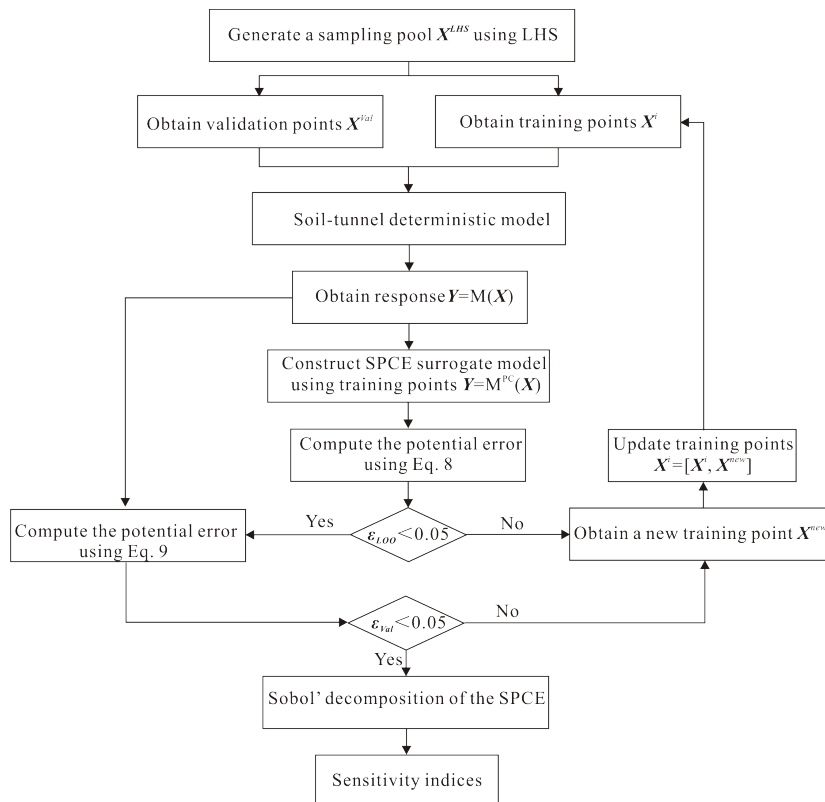 Generate a sampling pool X^LHS using LHS
Obtain validation points X^Val
Obtain training points X^i
Soil-tunnel deterministic model
Obtain response Y=M(X)
Construct SPCE surrogate model
using training points Y=M^PC(X)
Compute the potential error
using Eq. 8
Update training points
X^i=[X^i, X^new]
Compute the potential error
using Eq. 9
Yes
ε_LOO<0.05
No
Obtain a new training point X^new
ε_Val<0.05
No
Yes
Sobol' decomposition of the SPCE
Sensitivity indices